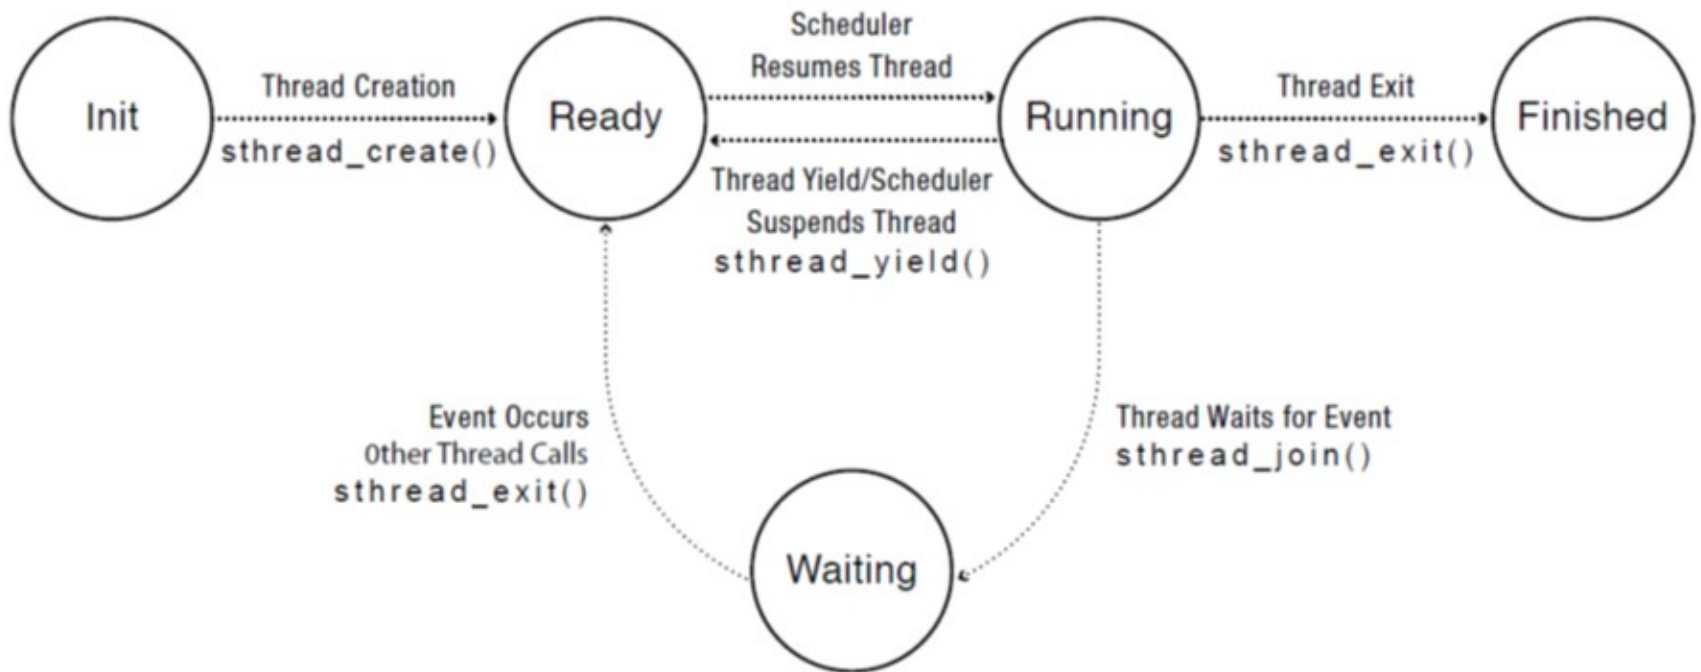 Init
Thread Creation
sthread_create()
Ready
Scheduler
Resumes Thread
Thread Yield/Scheduler
Suspends Thread
sthread_yield()
Running
Thread Exit
sthread_exit()
Finished
Event Occurs
Other Thread Calls
sthread_exit()
Thread Waits for Event
sthread_join()
Waiting